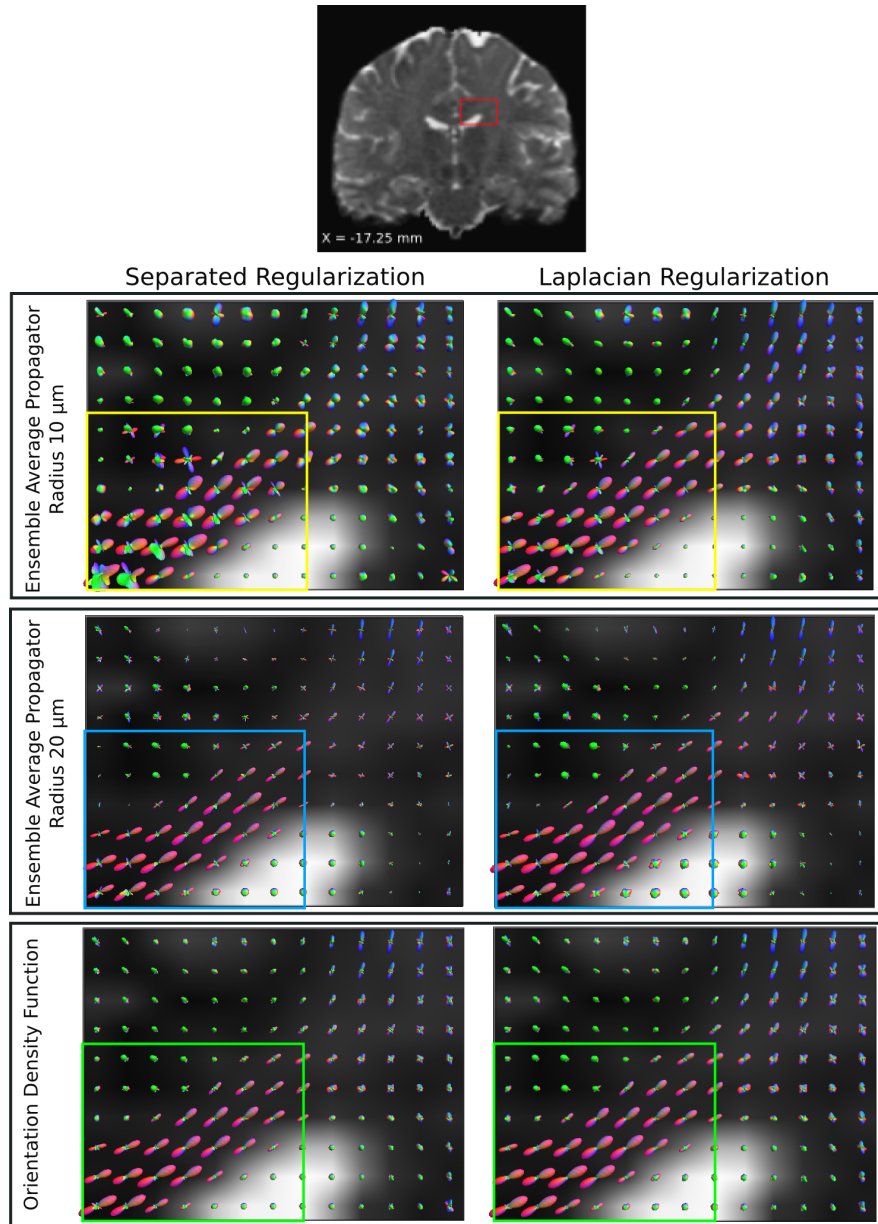 X = -17.25 mm
Separated Regularization
Laplacian Regularization
Ensemble Average Propagator
Radius 10 μm
Ensemble Average Propagator
Radius 20 μm
Orientation Density Function